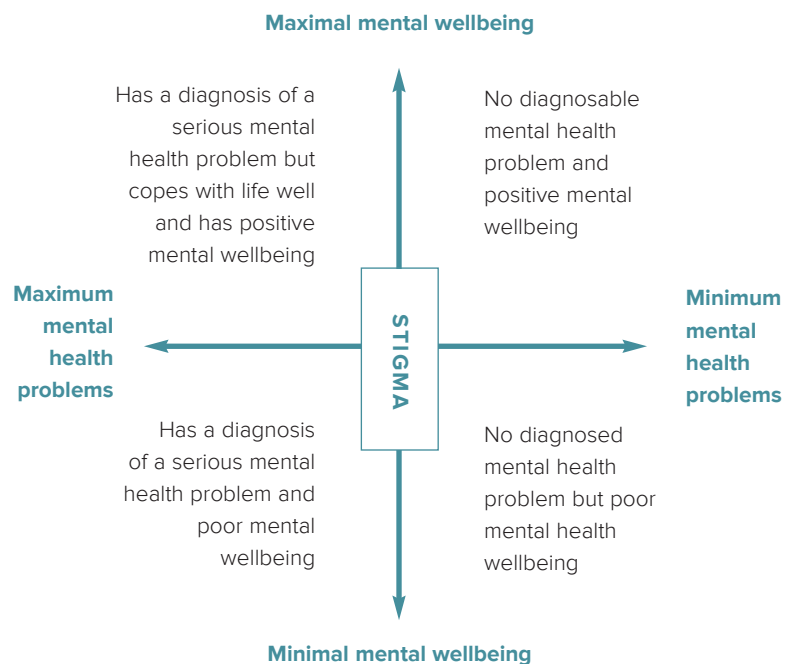 Maximal mental wellbeing
Has a diagnosis of a
serious mental
health problem but
copes with life well
and has positive
mental wellbeing
No diagnosable
mental health
problem and
positive mental
wellbeing
Maximum
mental
health
problems
STIGMA
Minimum
mental
health
problems
Has a diagnosis
of a serious mental
health problem and
poor mental
wellbeing
No diagnosed
mental health
problem but poor
mental health
wellbeing
Minimal mental wellbeing